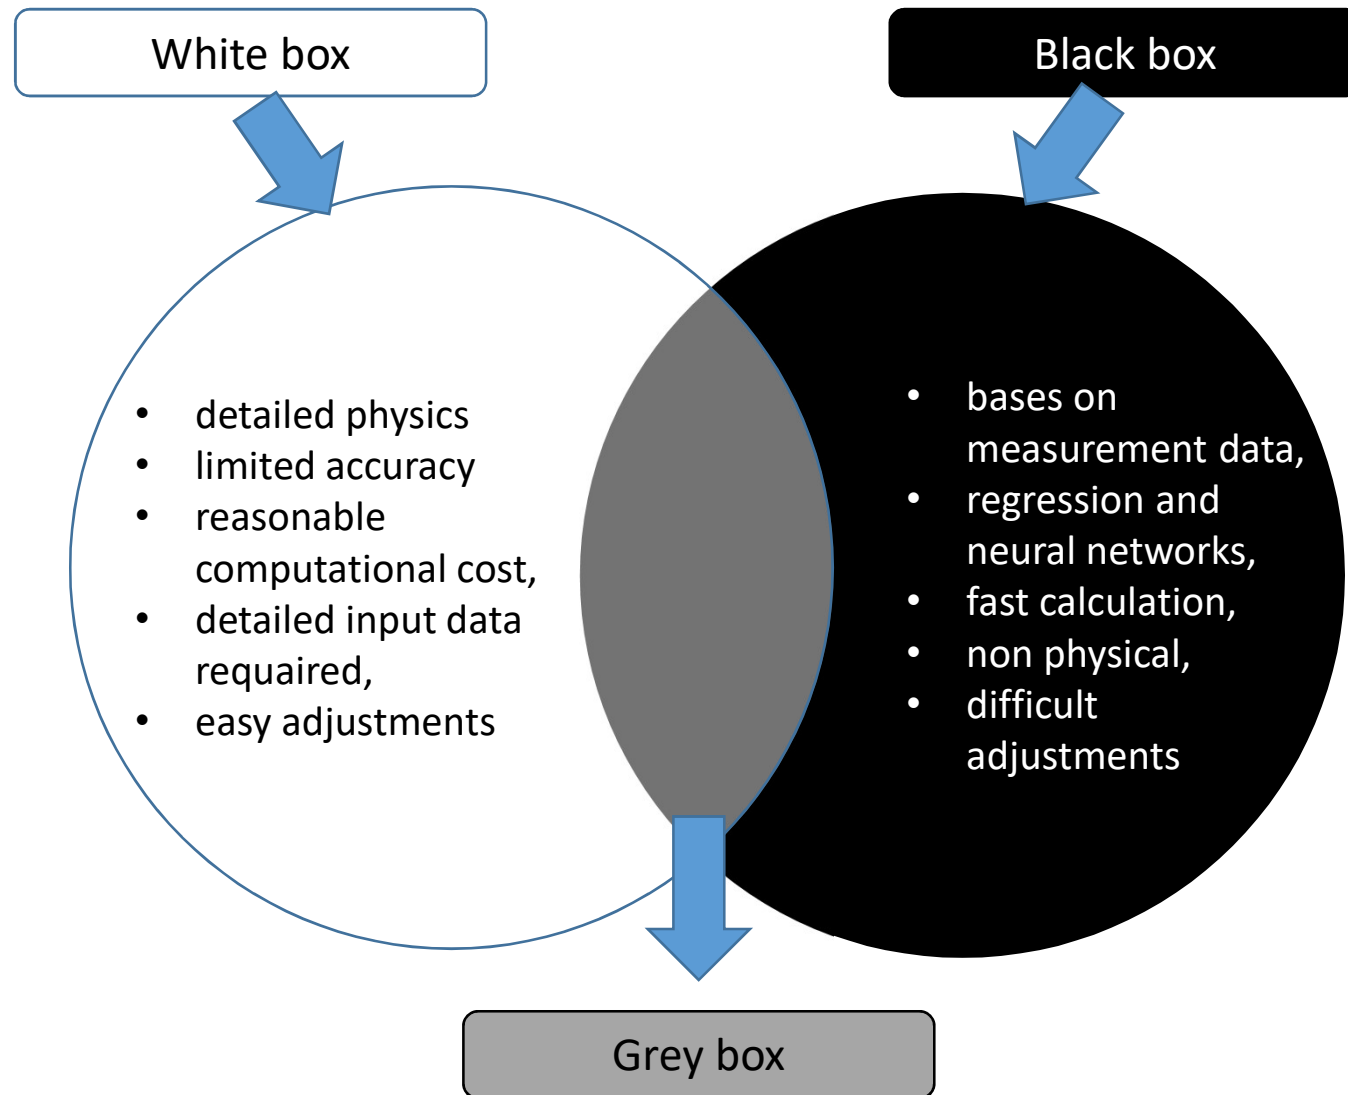 White box
Black box
• detailed physics
• limited accuracy
• reasonable
computational cost,
• detailed input data
requaired,
• easy adjustments
• bases on
measurement data,
• regression and
neural networks,
• fast calculation,
• non physical,
• difficult
adjustments
Grey box